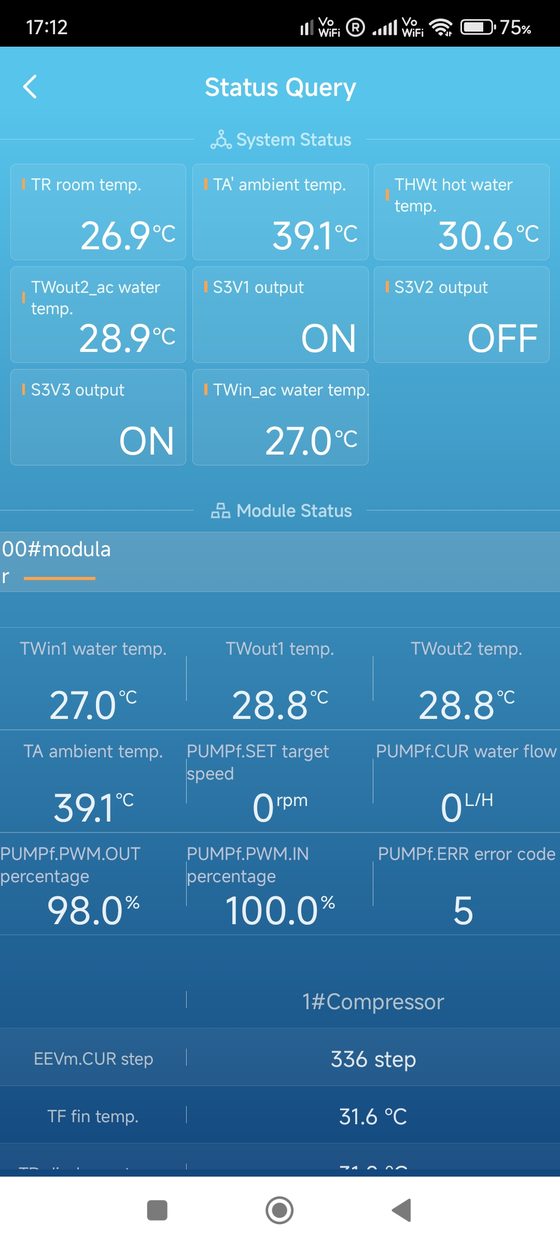 17:12
Vo
WiFi
R
Vo
WiFi
75%
Status Query
System Status
TR room temp.
26.9°C
TA' ambient temp.
39.1°C
THWt hot water
temp.
30.6°C
TWout2_ac water
temp.
28.9°C
S3V1 output
ON
S3V2 output
OFF
S3V3 output
ON
TWin_ac water temp.
27.0°C
Module Status
00#modula
r
TWin1 water temp.
27.0°C
TWout1 temp.
28.8°C
TWout2 temp.
28.8°C
TA ambient temp.
39.1°C
PUMPf.SET target
speed
0rpm
PUMPf.CUR water flow
0L/H
PUMPf.PWM.OUT
percentage
98.0%
PUMPf.PWM.IN
percentage
100.0%
PUMPf.ERR error code
5
1#Compressor
EEVm.CUR step
336 step
TF fin temp.
31.6 °C